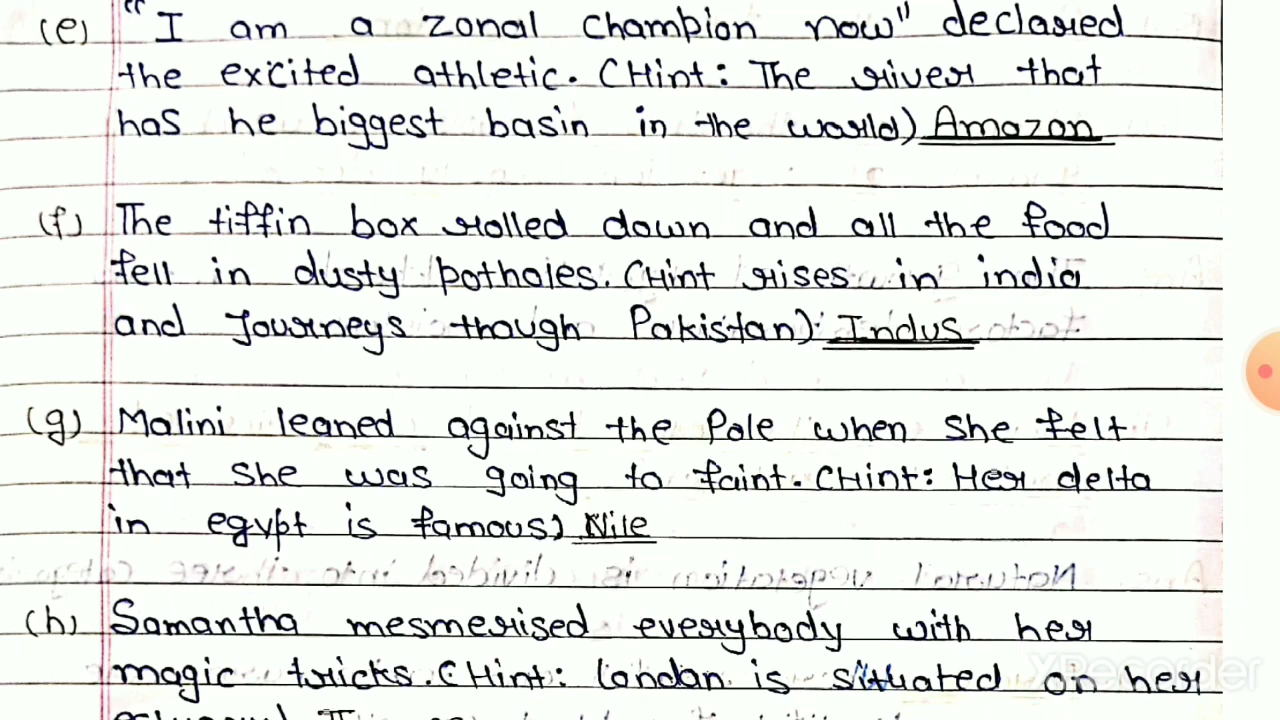 (e) "I am a zonal champion now" declared
the excited athletic. (Hint: The river that
has he biggest basin in the world) Amazon
(f) The tiffin box rolled down and all the food
fell in dusty potholes. (Hint rises in india
and Journeys though Pakistan): Indus
(g) Malini leaned against the Pole when she felt
that she was going to faint. (Hint: Her delta
in egypt is famous) Nile
(h) Samantha mesmerised everybody with her
magic tricks. (Hint: London is situated on her
XRecorder